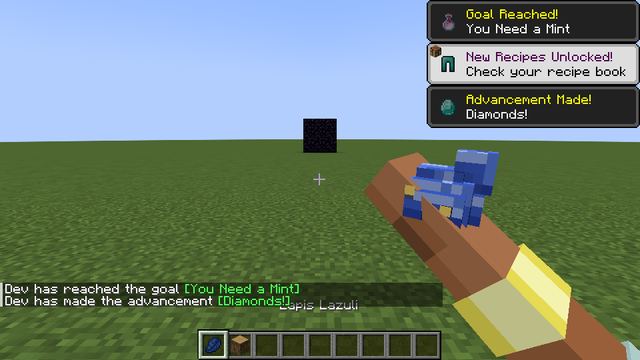 Goal Reached!
You Need a Mint
New Recipes Unlocked!
Check your recipe book
Advancement Made!
Diamonds!
Dev has reached the goal [You Need a Mint]
Dev has made the advancement [Diamonds!]
Lapis Lazuli